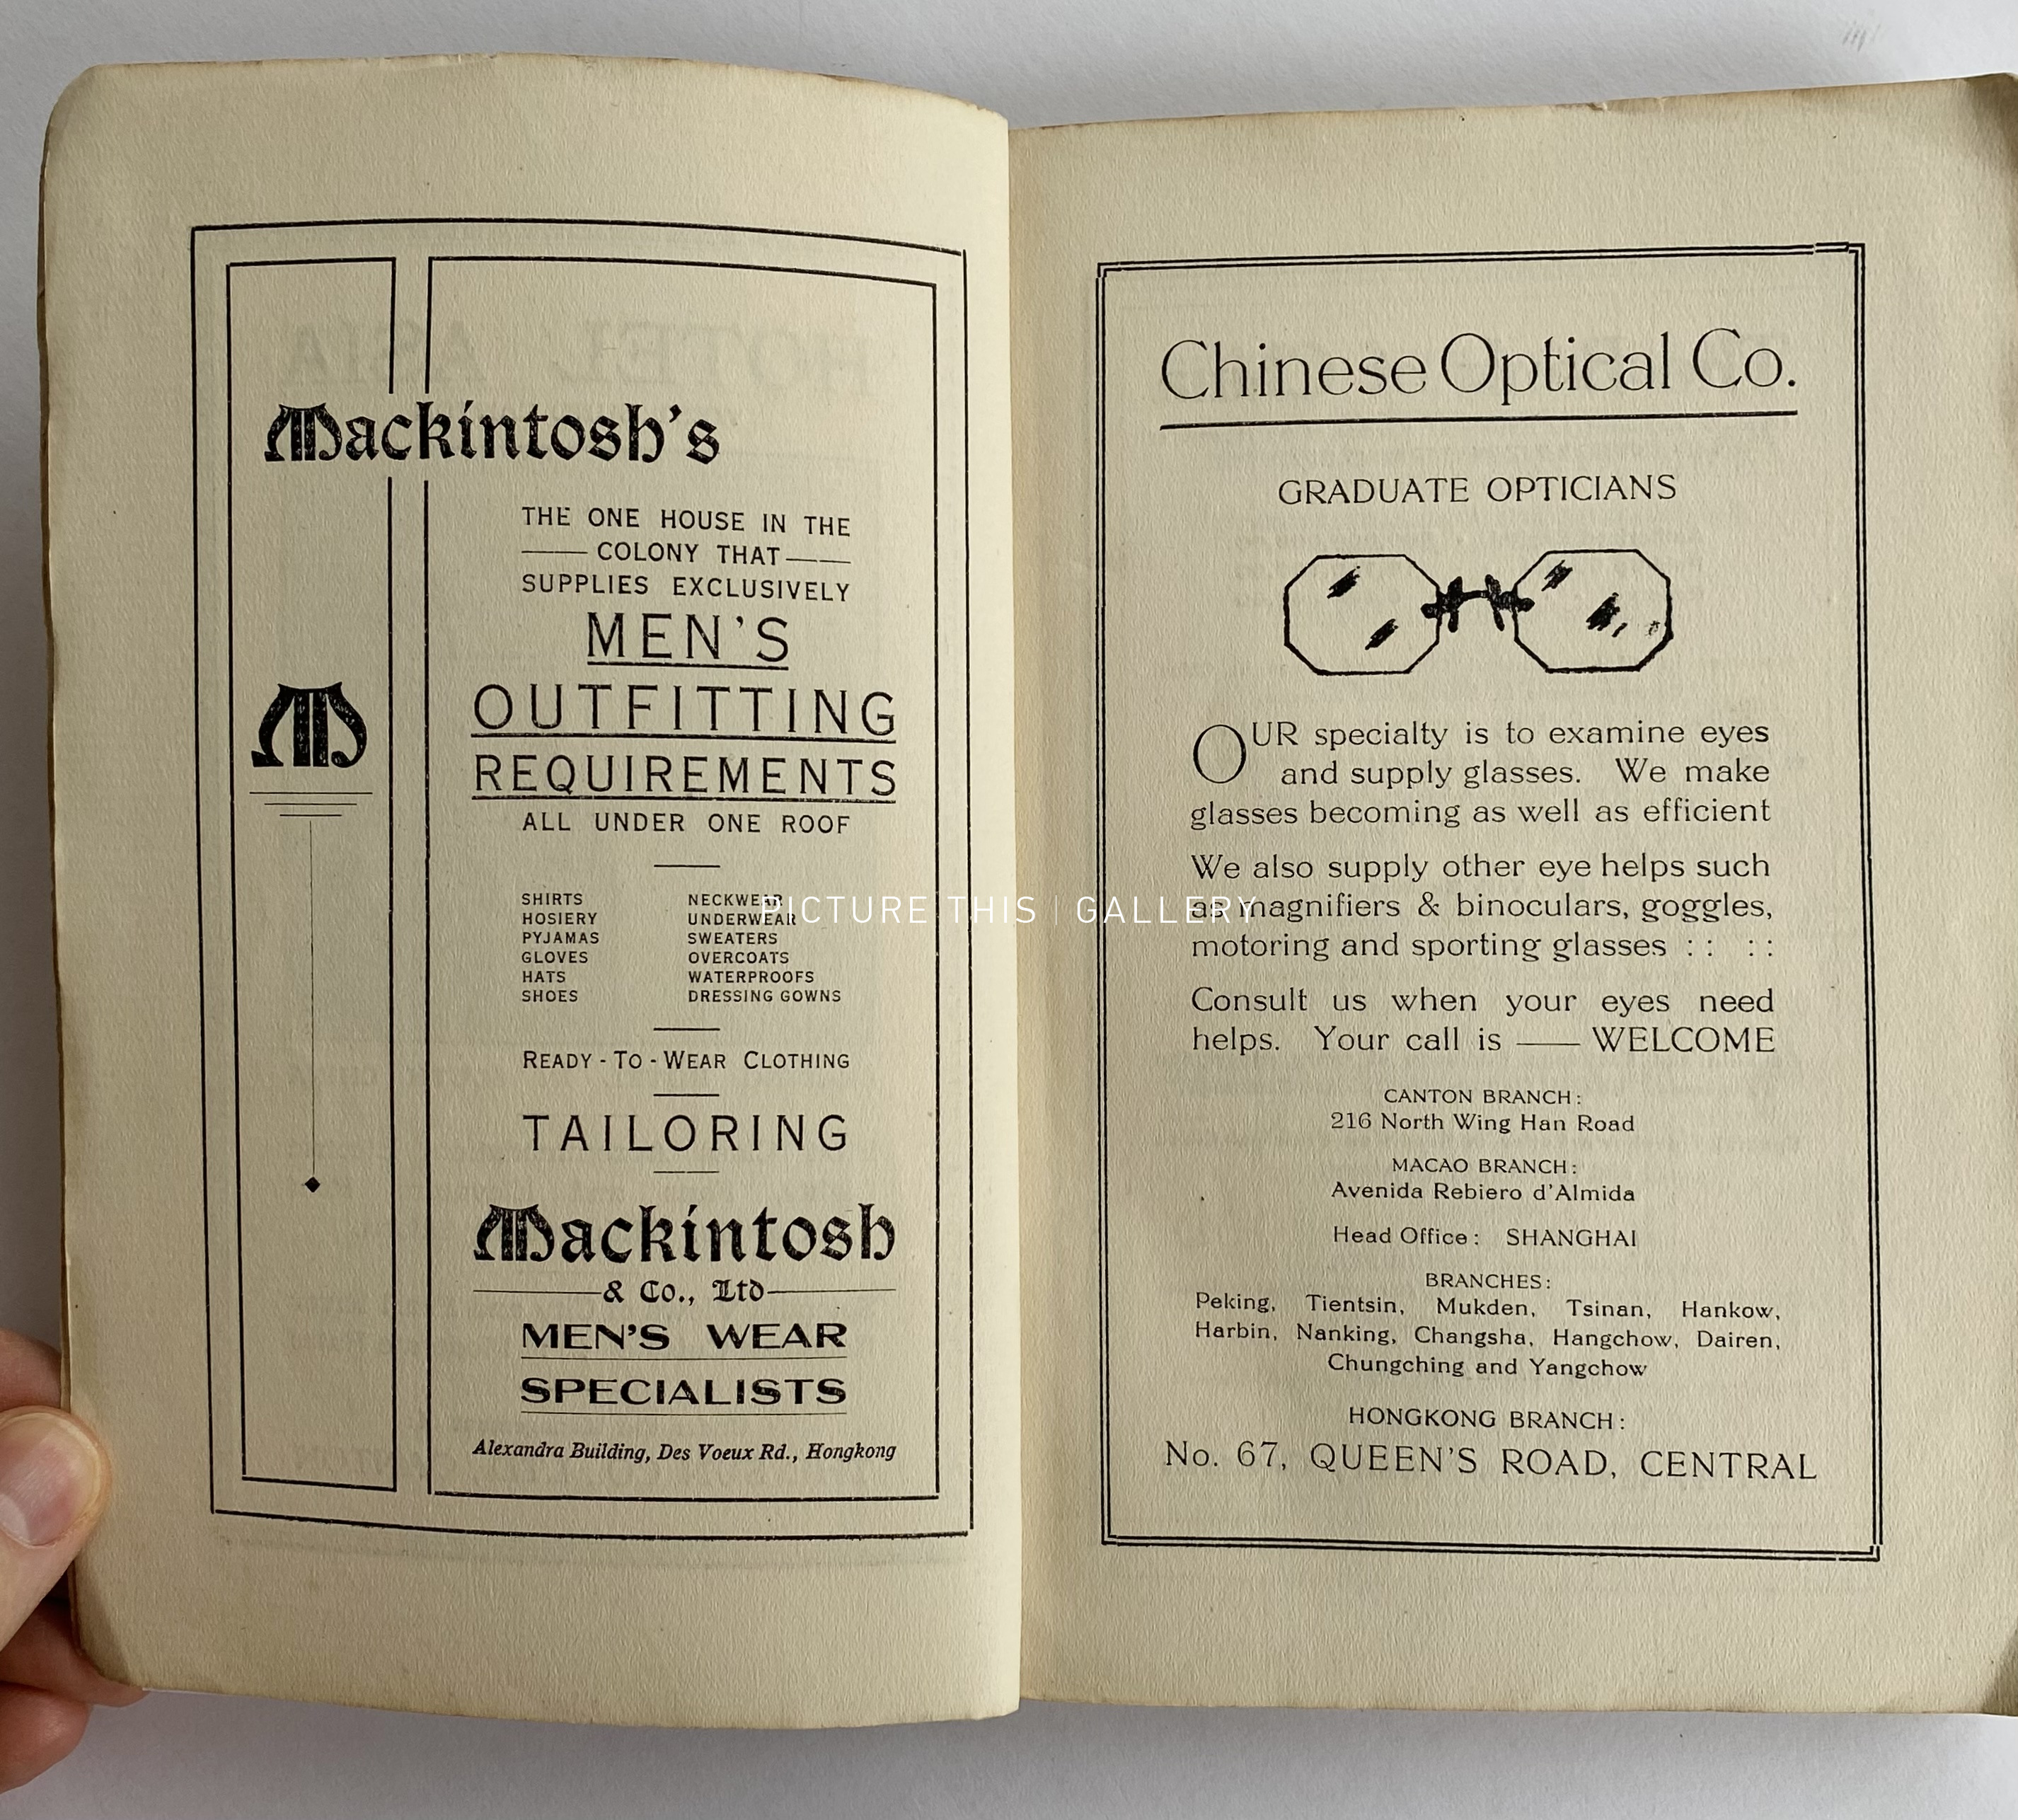 Mackintosh's
THE ONE HOUSE IN THE
COLONY THAT
SUPPLIES EXCLUSIVELY
MEN'S
OUTFITTING
REQUIREMENTS
ALL UNDER ONE ROOF
SHIRTS NECKWEAR
HOSIERY UNDERWEAR
PYJAMAS SWEATERS
GLOVES OVERCOATS
HATS WATERPROOFS
SHOES DRESSING GOWNS
READY-TO-WEAR CLOTHING
TAILORING
Mackintosh
& Co., Ltd
MEN'S WEAR
SPECIALISTS
Alexandra Building, Des Voeux Rd., Hongkong
M
Chinese Optical Co.
GRADUATE OPTICIANS
OUR specialty is to examine eyes
and supply glasses. We make
glasses becoming as well as efficient
We also supply other eye helps such
as magnifiers & binoculars, goggles,
motoring and sporting glasses : : : :
Consult us when your eyes need
helps. Your call is —— WELCOME
CANTON BRANCH:
216 North Wing Han Road
MACAO BRANCH:
Avenida Rebiero d'Almida
Head Office: SHANGHAI
BRANCHES:
Peking, Tientsin, Mukden, Tsinan, Hankow,
Harbin, Nanking, Changsha, Hangchow, Dairen,
Chungching and Yangchow
HONGKONG BRANCH:
No. 67, QUEEN'S ROAD, CENTRAL
PICTURE THIS | GALLERY